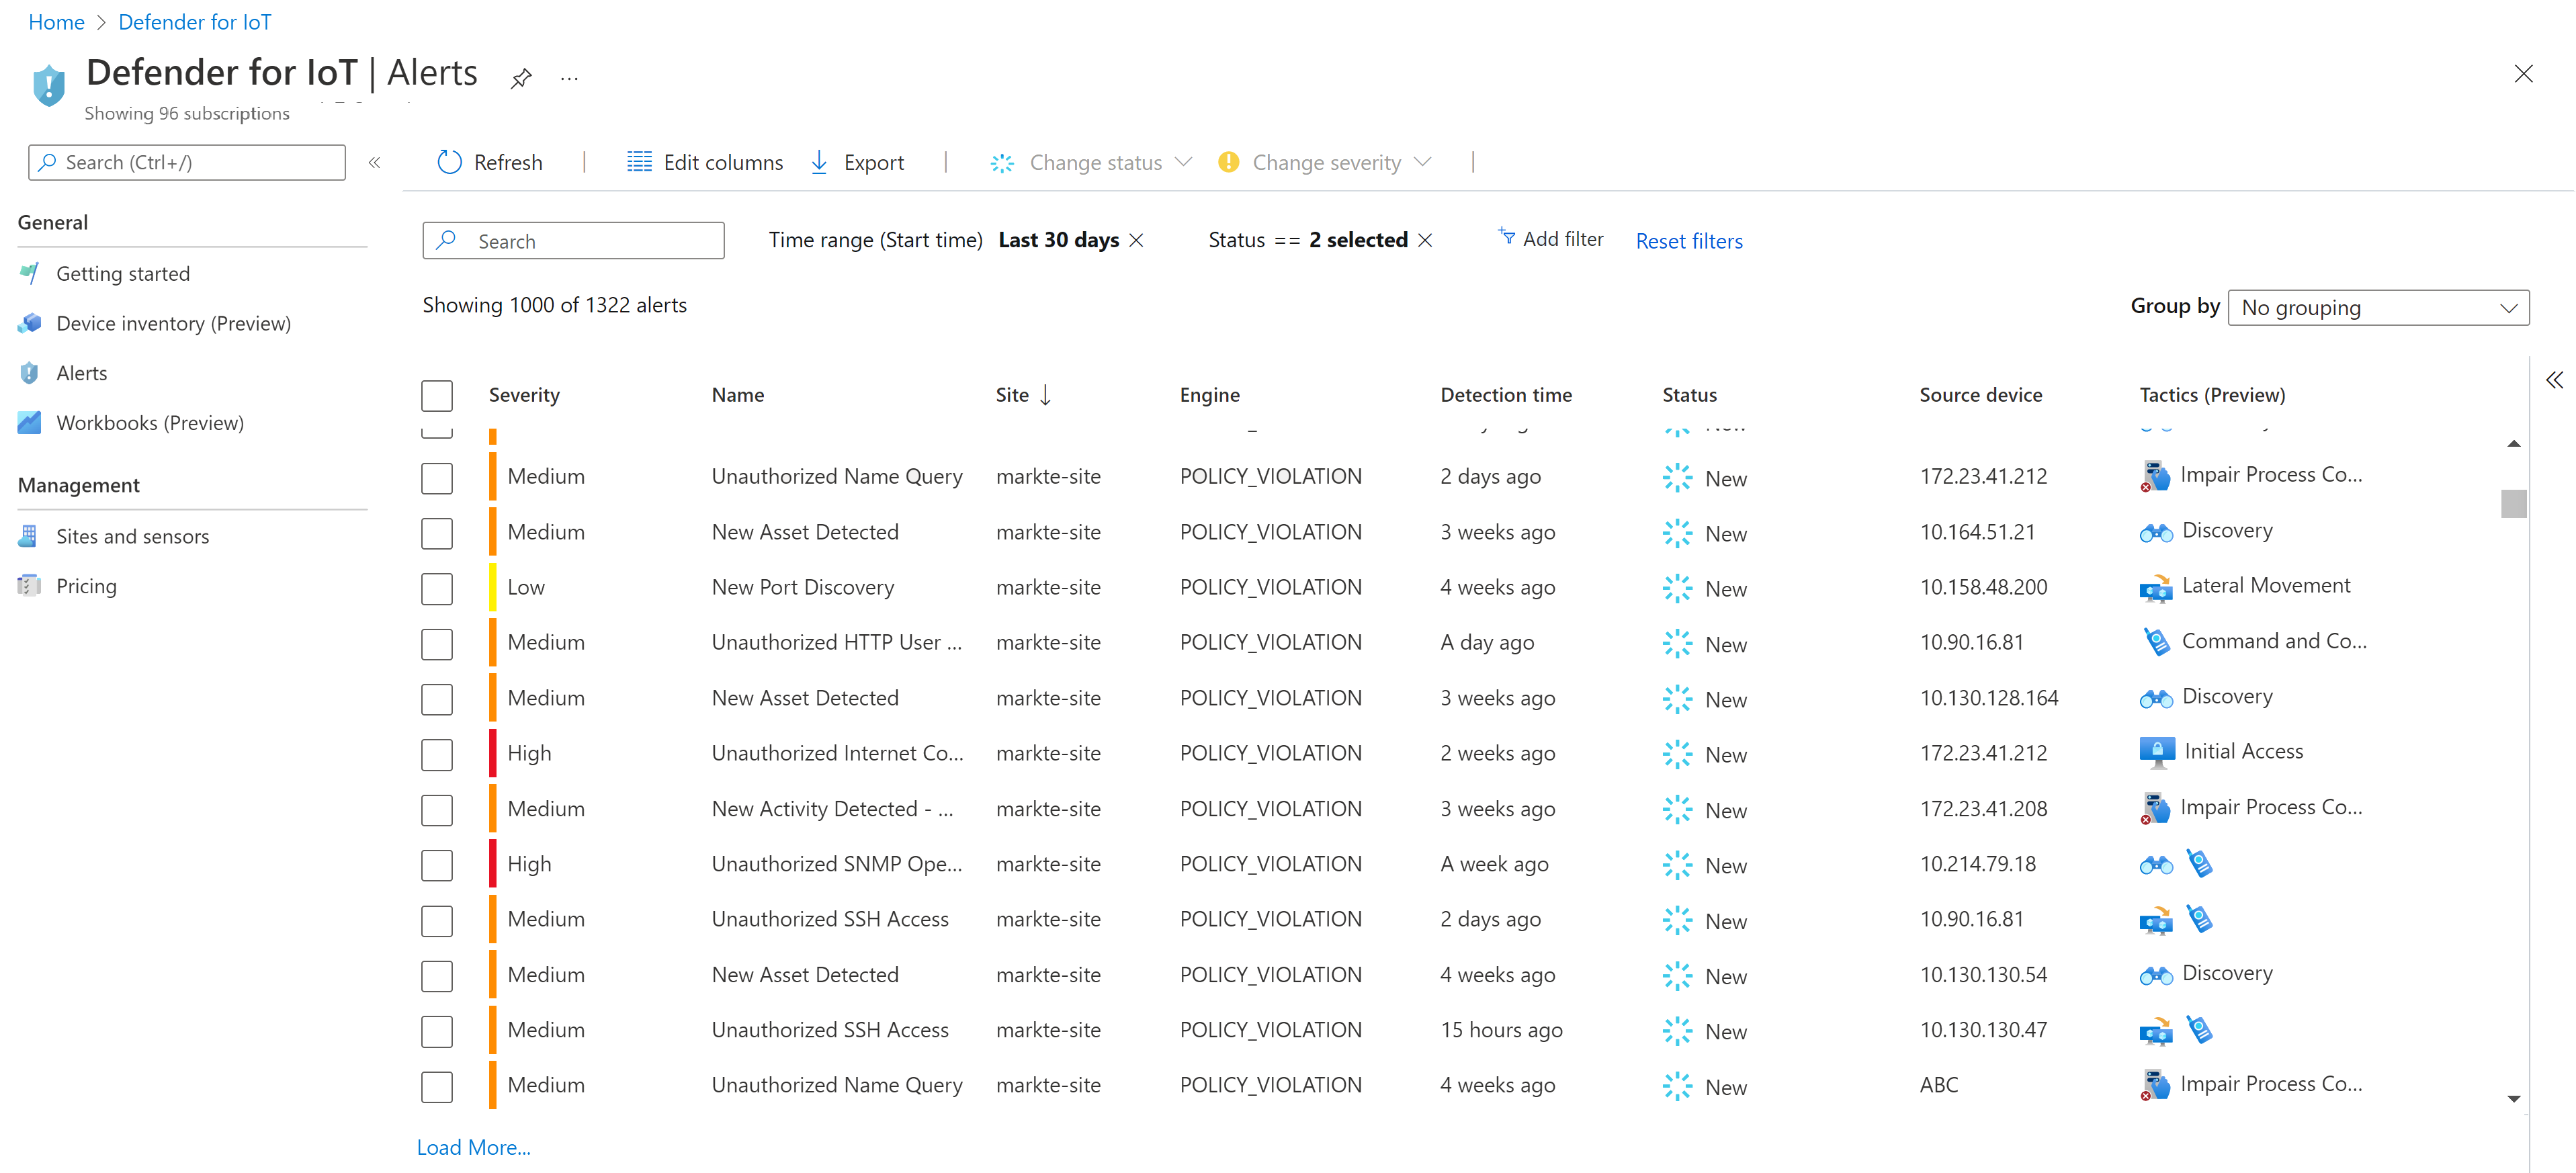 Home > Defender for IoT
Defender for IoT | Alerts
...
Showing 96 subscriptions
Search (Ctrl+/)
«
Refresh | Edit columns Export | Change status Change severity |
General
Getting started
Device inventory (Preview)
Alerts
Workbooks (Preview)
Management
Sites and sensors
Pricing
Search Time range (Start time) Last 30 days × Status == 2 selected × Add filter Reset filters
Showing 1000 of 1322 alerts
Group by No grouping
Severity Name Site ↓ Engine Detection time Status Source device Tactics (Preview)
Medium Unauthorized Name Query markte-site POLICY_VIOLATION 2 days ago New 172.23.41.212 Impair Process Co...
Medium New Asset Detected markte-site POLICY_VIOLATION 3 weeks ago New 10.164.51.21 Discovery
Low New Port Discovery markte-site POLICY_VIOLATION 4 weeks ago New 10.158.48.200 Lateral Movement
Medium Unauthorized HTTP User ... markte-site POLICY_VIOLATION A day ago New 10.90.16.81 Command and Co...
Medium New Asset Detected markte-site POLICY_VIOLATION 3 weeks ago New 10.130.128.164 Discovery
High Unauthorized Internet Co... markte-site POLICY_VIOLATION 2 weeks ago New 172.23.41.212 Initial Access
Medium New Activity Detected - ... markte-site POLICY_VIOLATION 3 weeks ago New 172.23.41.208 Impair Process Co...
High Unauthorized SNMP Ope... markte-site POLICY_VIOLATION A week ago New 10.214.79.18
Medium Unauthorized SSH Access markte-site POLICY_VIOLATION 2 days ago New 10.90.16.81
Medium New Asset Detected markte-site POLICY_VIOLATION 4 weeks ago New 10.130.130.54 Discovery
Medium Unauthorized SSH Access markte-site POLICY_VIOLATION 15 hours ago New 10.130.130.47
Medium Unauthorized Name Query markte-site POLICY_VIOLATION 4 weeks ago New ABC Impair Process Co...
Load More...